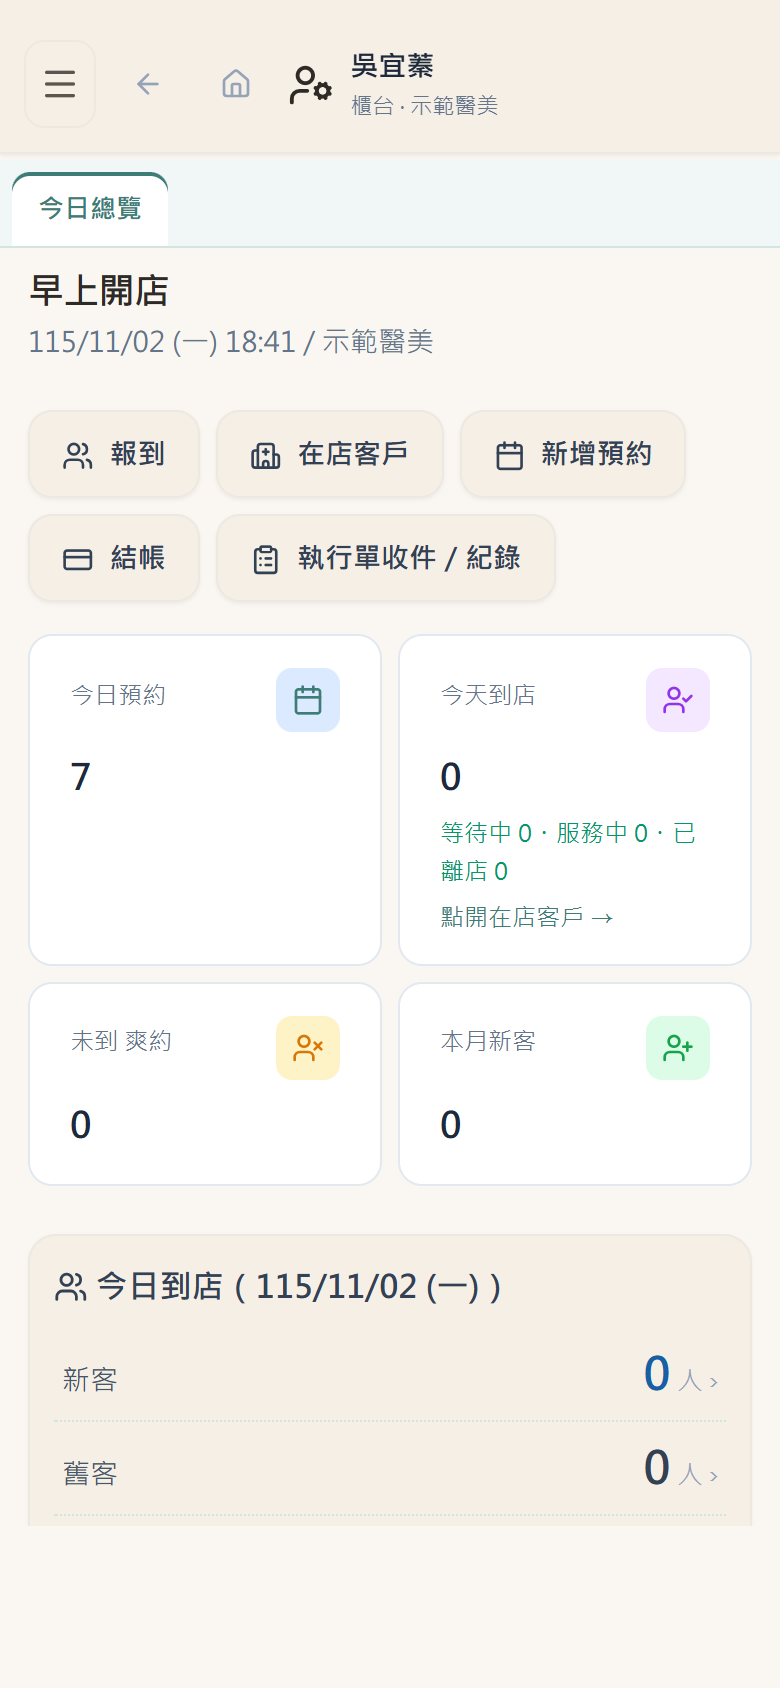 吳宜蓁
櫃台 · 示範醫美
今日總覽
早上開店
115/11/02 (一) 18:41 / 示範醫美
報到
在店客戶
新增預約
結帳
執行單收件 / 紀錄
今日預約
7
今天到店
0
等待中 0 · 服務中 0 · 已
離店 0
點開在店客戶 →
未到 爽約
0
本月新客
0
今日到店 ( 115/11/02 (一) )
新客
0 人 ›
舊客
0 人 ›